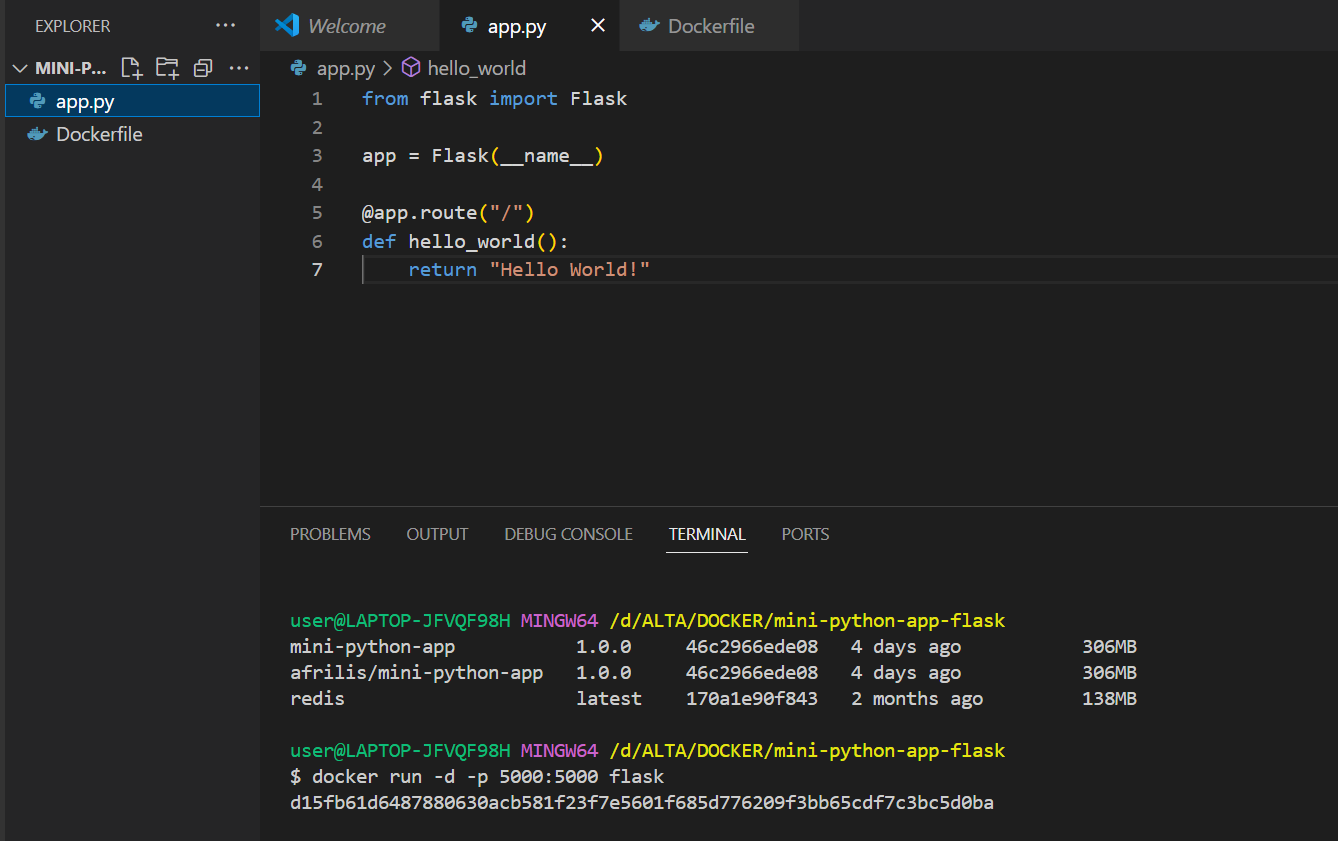 EXPLORER ···
MINI-P... ···
app.py
Dockerfile
Welcome app.py × Dockerfile
app.py > hello_world
1 from flask import Flask
2
3 app = Flask(__name__)
4
5 @app.route("/")
6 def hello_world():
7     return "Hello World!"
PROBLEMS OUTPUT DEBUG CONSOLE TERMINAL PORTS
user@LAPTOP-JFVQF98H MINGW64 /d/ALTA/DOCKER/mini-python-app-flask
mini-python-app 1.0.0 46c2966ede08 4 days ago 306MB
afrilis/mini-python-app 1.0.0 46c2966ede08 4 days ago 306MB
redis latest 170a1e90f843 2 months ago 138MB
user@LAPTOP-JFVQF98H MINGW64 /d/ALTA/DOCKER/mini-python-app-flask
$ docker run -d -p 5000:5000 flask
d15fb61d6487880630acb581f23f7e5601f685d776209f3bb65cdf7c3bc5d0ba